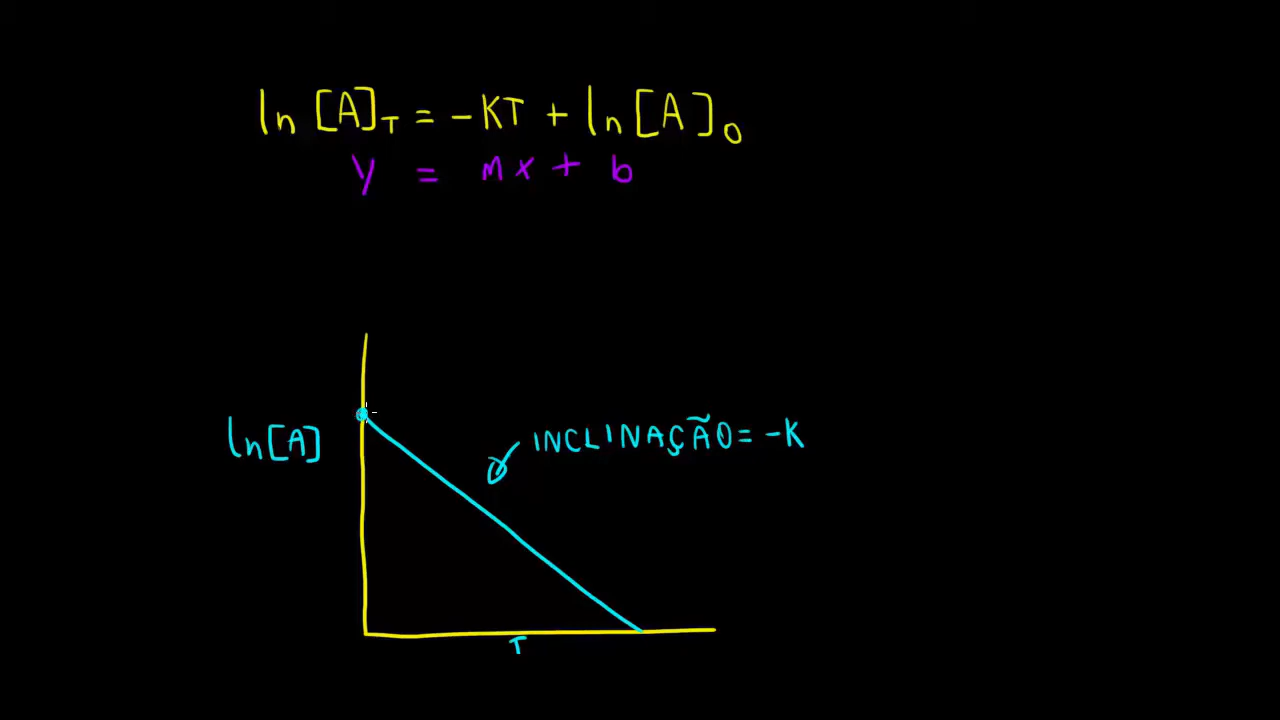 ln [A]T = -KT + ln [A]0
y = mx + b
ln[A]
INCLINAÇÃO = -K
T